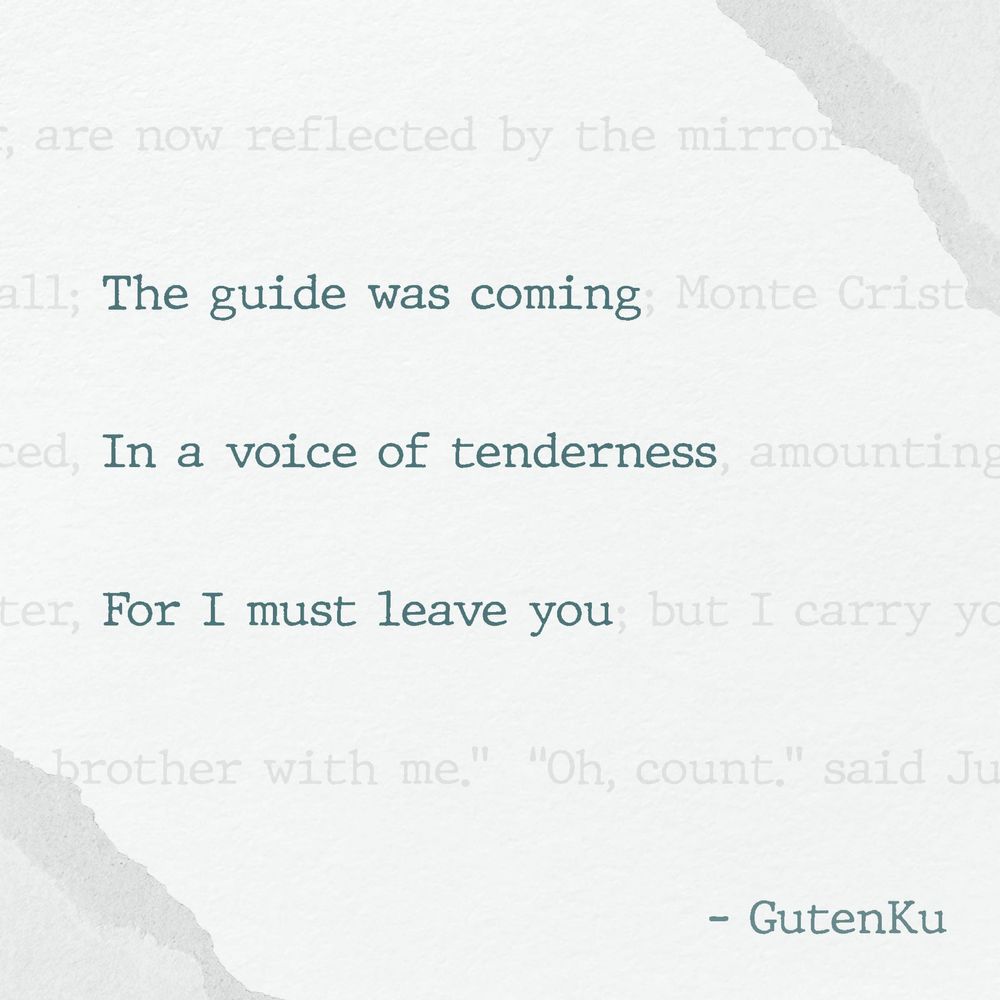 are now reflected by the mirror
all; The guide was coming; Monte Crist
ced, In a voice of tenderness, amounting
ter, For I must leave you; but I carry yo
brother with me." "Oh, count." said Ju
- GutenKu